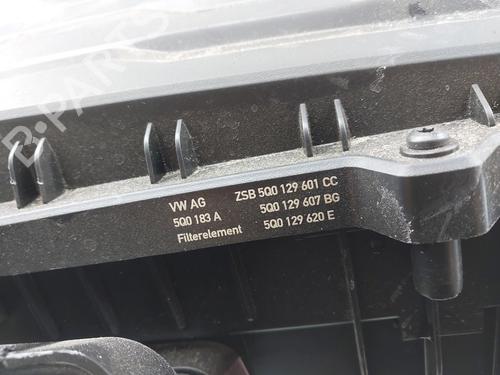 B-PARTS
VW AG ZSB 5Q0 129 601 CC
5Q0 183 A 5Q0 129 607 BG
Filterelement 5Q0 129 620 E